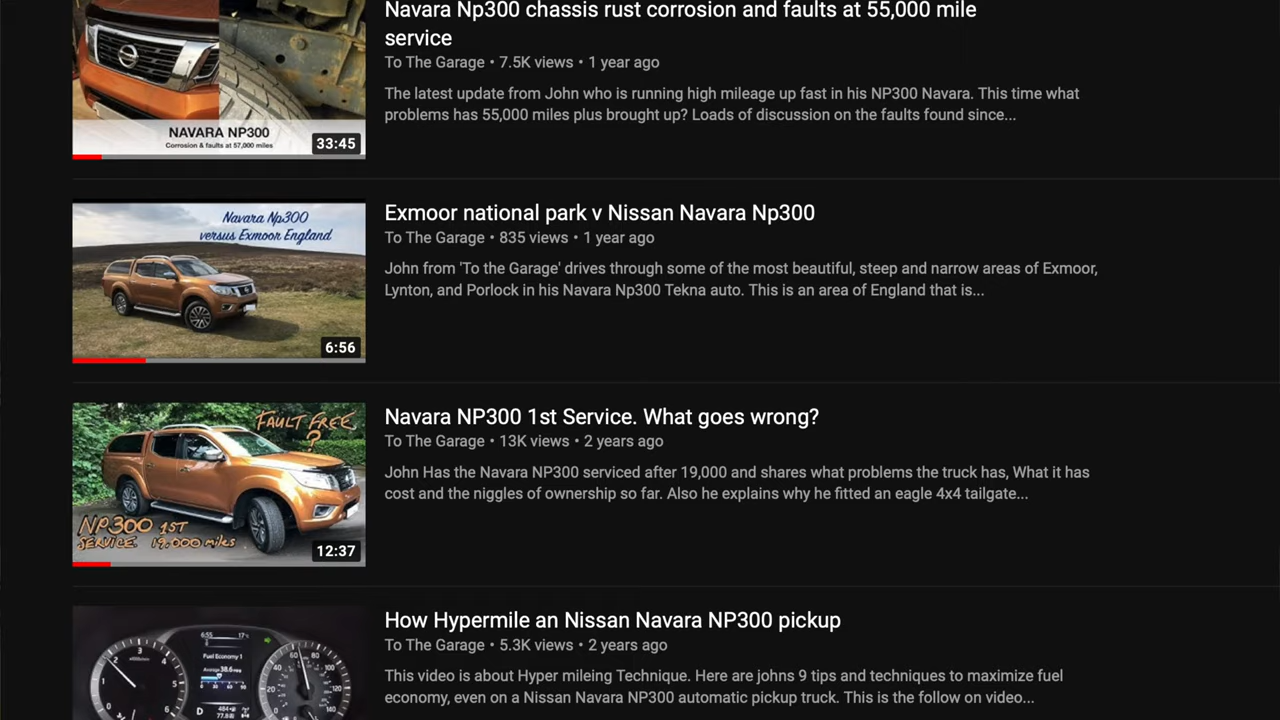 Navara Np300 chassis rust corrosion and faults at 55,000 mile
service
To The Garage • 7.5K views • 1 year ago
The latest update from John who is running high mileage up fast in his NP300 Navara. This time what
problems has 55,000 miles plus brought up? Loads of discussion on the faults found since...
NAVARA NP300
Corrosion & faults at 57,000 miles
33:45
Exmoor national park v Nissan Navara Np300
To The Garage • 835 views • 1 year ago
John from 'To the Garage' drives through some of the most beautiful, steep and narrow areas of Exmoor,
Lynton, and Porlock in his Navara Np300 Tekna auto. This is an area of England that is...
Navara Np300
versus Exmoor England
6:56
Navara NP300 1st Service. What goes wrong?
To The Garage • 13K views • 2 years ago
John Has the Navara NP300 serviced after 19,000 and shares what problems the truck has, What it has
cost and the niggles of ownership so far. Also he explains why he fitted an eagle 4x4 tailgate...
FAULT FREE
?
NP300 1ST
SERVICE. 19.000 miles
12:37
How Hypermile an Nissan Navara NP300 pickup
To The Garage • 5.3K views • 2 years ago
This video is about Hyper mileing Technique. Here are johns 9 tips and techniques to maximize fuel
economy, even on a Nissan Navara NP300 automatic pickup truck. This is the follow on video...
6:55 17°
Fuel Economy 1
Average 38.6
D